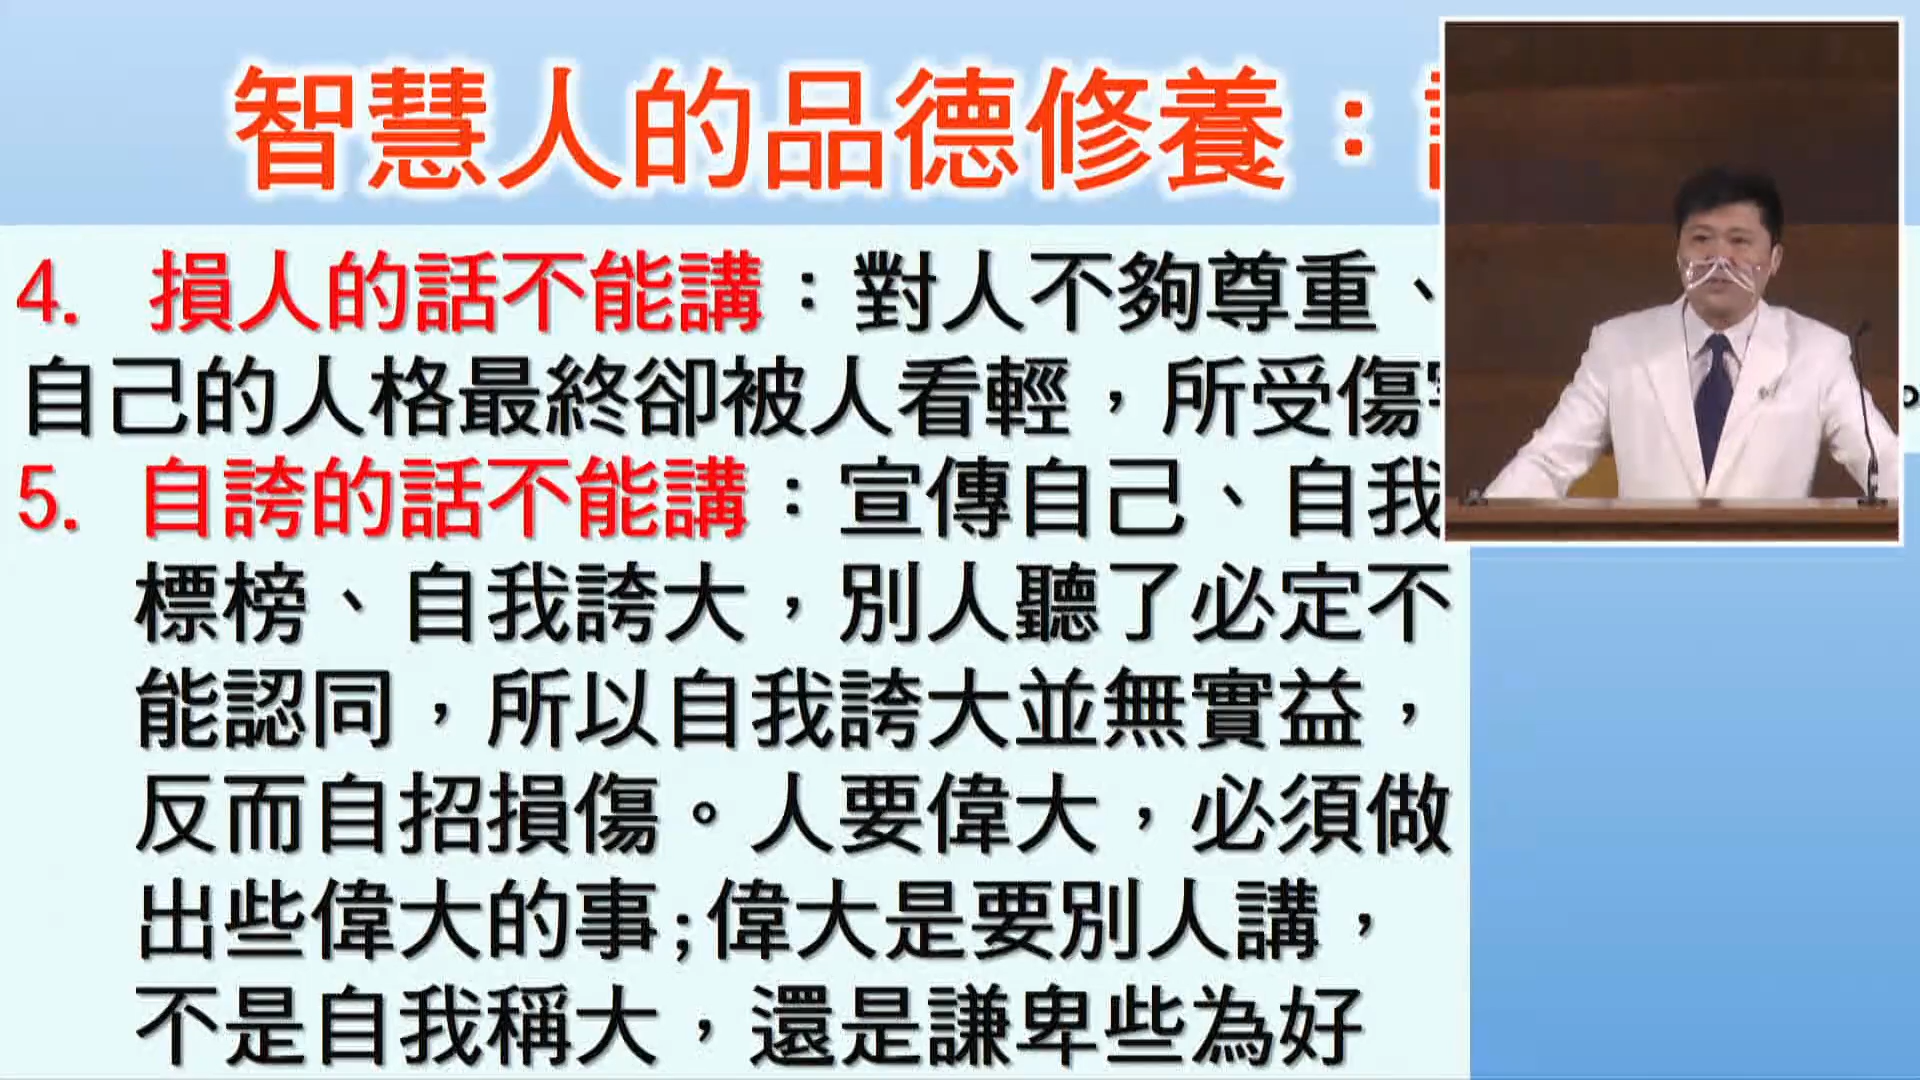 智慧人的品德修養：
4. 損人的話不能講：對人不夠尊重、
自己的人格最終卻被人看輕，所受傷
5. 自誇的話不能講：宣傳自己、自我
標榜、自我誇大，別人聽了必定不
能認同，所以自我誇大並無實益，
反而自招損傷。人要偉大，必須做
出些偉大的事;偉大是要別人講，
不是自我稱大，還是謙卑些為好